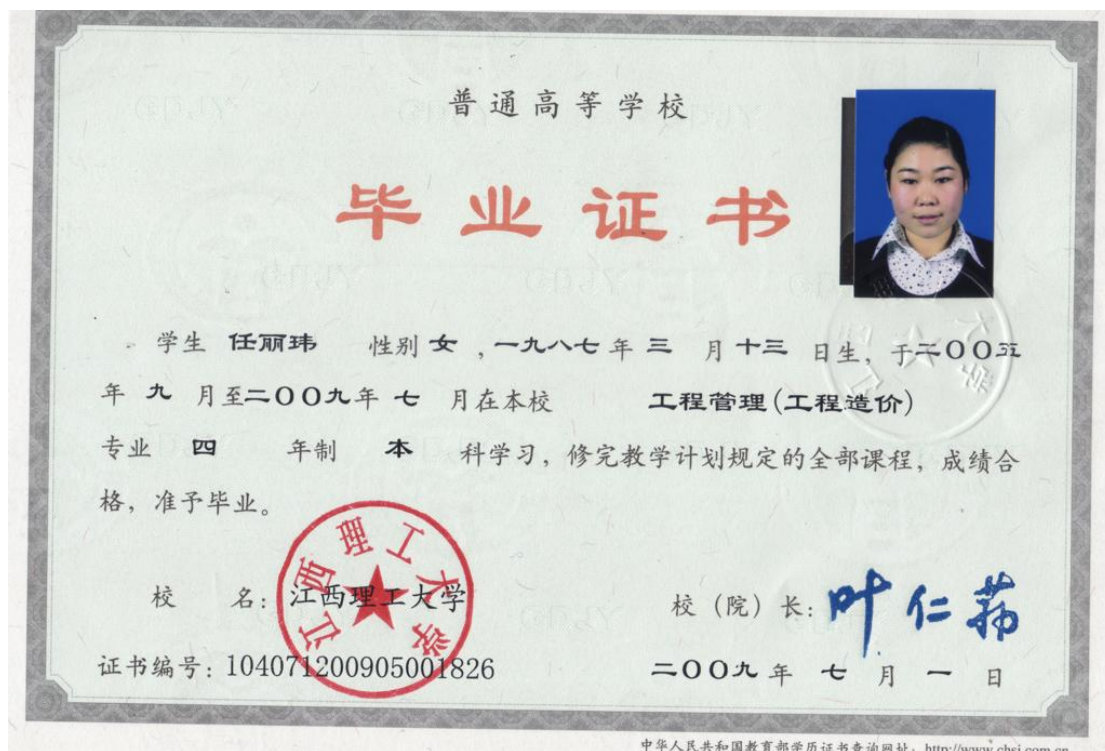 普通高等学校
毕业证书
学生 任丽玮 性别 女 ，一九八七 年 三 月 十三 日生，于二〇〇五
年 九 月至二〇〇九年 七 月在本校 工程管理(工程造价)
专业 四 年制 本 科学习，修完教学计划规定的全部课程，成绩合
格，准予毕业。
江西理工大学
校 名：江西理工大学
校（院）长：叶仁荪
证书编号：104071200905001826
二〇〇九 年 七 月 一 日
中华人民共和国教育部学历证书查询网址：http://www.chsi.com.cn